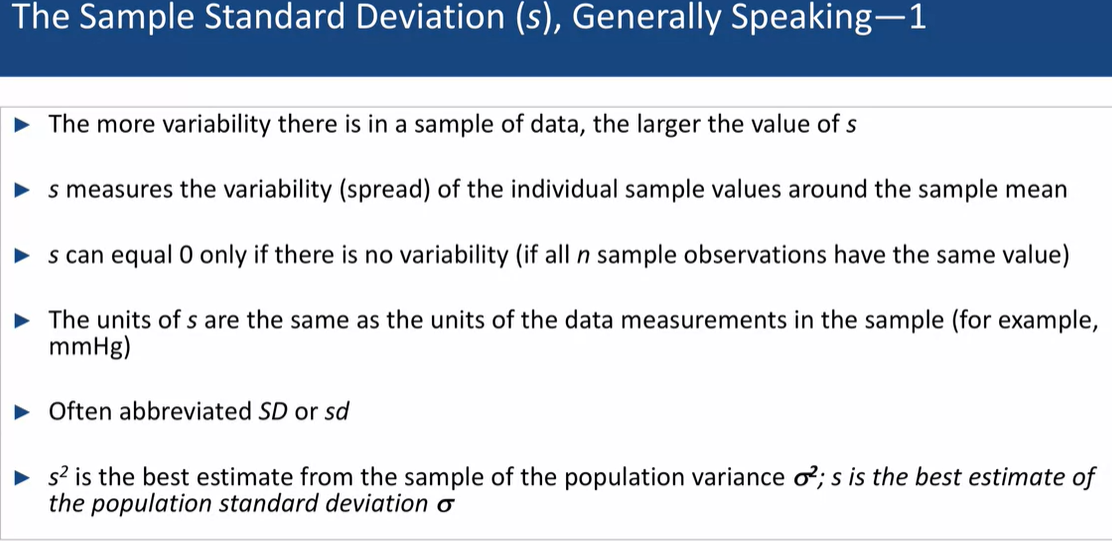 The Sample Standard Deviation (s), Generally Speaking—1
► The more variability there is in a sample of data, the larger the value of s
► s measures the variability (spread) of the individual sample values around the sample mean
► s can equal 0 only if there is no variability (if all n sample observations have the same value)
► The units of s are the same as the units of the data measurements in the sample (for example,
mmHg)
► Often abbreviated SD or sd
► s² is the best estimate from the sample of the population variance σ²; s is the best estimate of
the population standard deviation σ